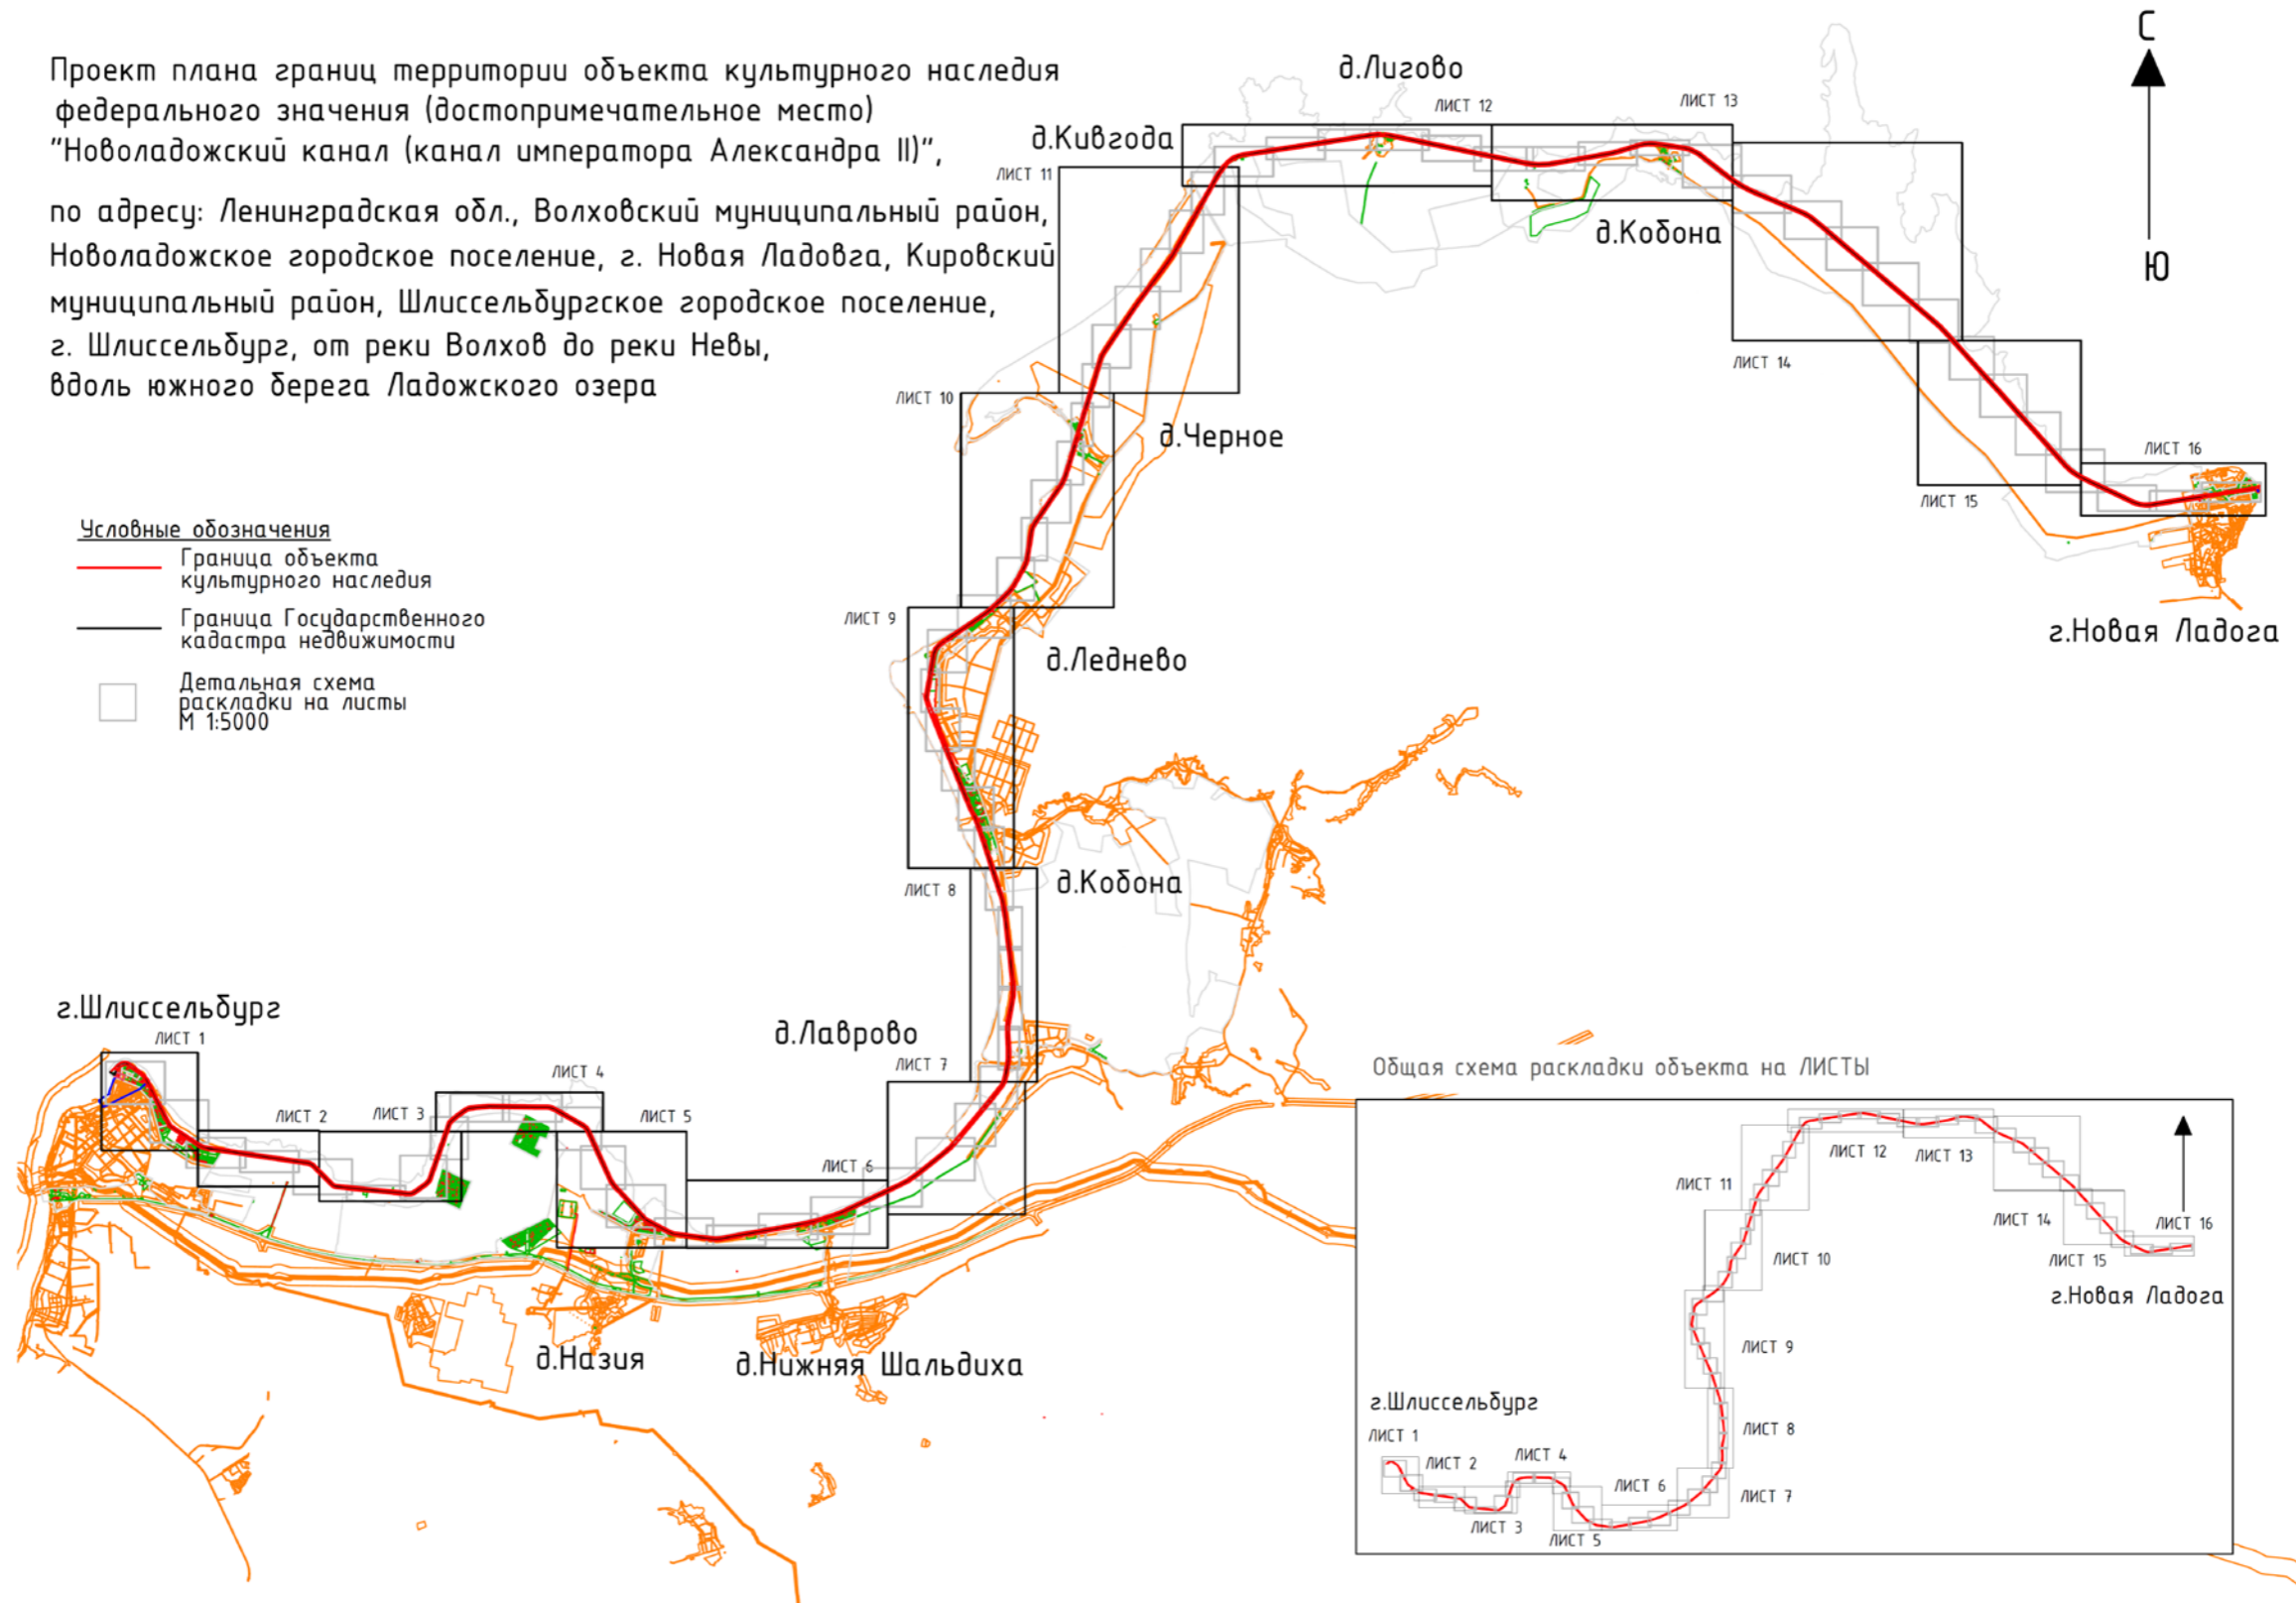 Проект плана границ территории объекта культурного наследия
федерального значения (достопримечательное место)
"Новоладожский канал (канал императора Александра II)",
по адресу: Ленинградская обл., Волховский муниципальный район,
Новоладожское городское поселение, г. Новая Ладовга, Кировский
муниципальный район, Шлиссельбургское городское поселение,
г. Шлиссельбург, от реки Волхов до реки Невы,
вдоль южного берега Ладожского озера
С
Ю
д.Лигово
ЛИСТ 12
ЛИСТ 13
д.Кивгода
ЛИСТ 11
д.Кобона
ЛИСТ 14
ЛИСТ 10
д.Черное
ЛИСТ 16
ЛИСТ 15
г.Новая Ладога
Условные обозначения
Граница объекта
культурного наследия
Граница Государственного
кадастра недвижимости
Детальная схема
раскладки на листы
М 1:5000
ЛИСТ 9
д.Леднево
ЛИСТ 8
д.Кобона
г.Шлиссельбург
ЛИСТ 1
д.Лаврово
ЛИСТ 7
ЛИСТ 4
ЛИСТ 2
ЛИСТ 3
ЛИСТ 5
ЛИСТ 6
д.Назия
д.Нижняя Шальдиха
Общая схема раскладки объекта на ЛИСТЫ
ЛИСТ 12
ЛИСТ 13
ЛИСТ 11
ЛИСТ 14
ЛИСТ 16
ЛИСТ 10
ЛИСТ 15
г.Новая Ладога
ЛИСТ 9
г.Шлиссельбург
ЛИСТ 8
ЛИСТ 1
ЛИСТ 2
ЛИСТ 4
ЛИСТ 6
ЛИСТ 7
ЛИСТ 3
ЛИСТ 5